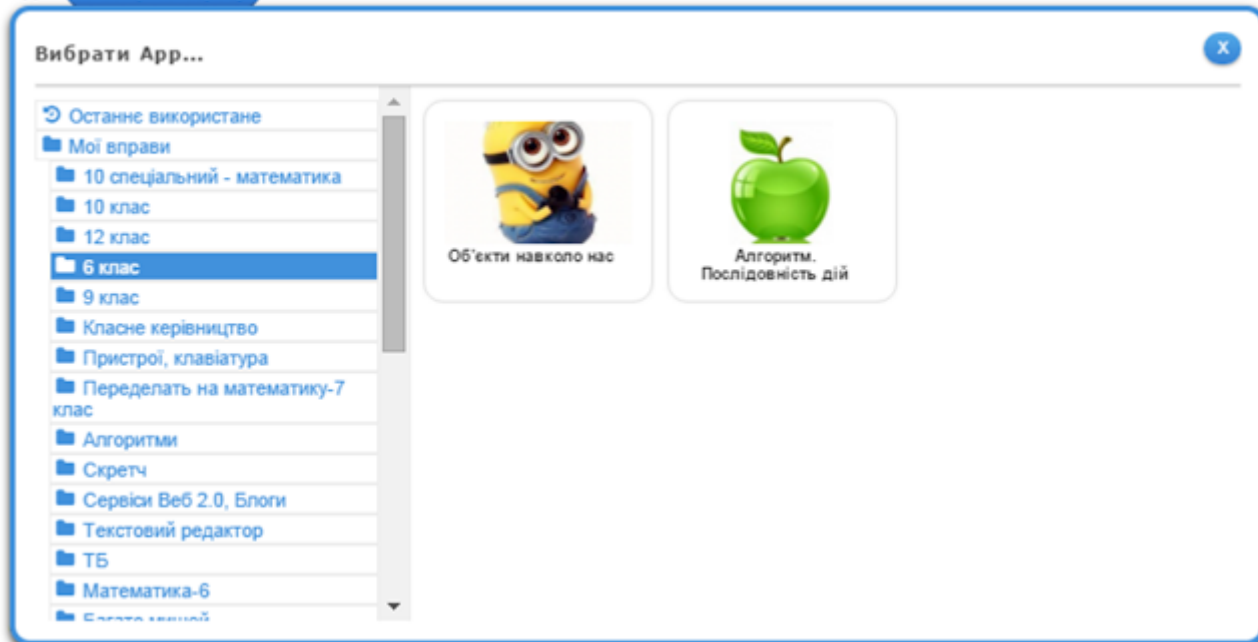 Вибрати App...
X
Останнє використане
Мої вправи
10 спеціальний - математика
10 клас
12 клас
6 клас
9 клас
Класне керівництво
Пристрої, клавіатура
Переделать на математику-7
клас
Алгоритми
Скретч
Сервіси Веб 2.0, Блоги
Текстовий редактор
ТБ
Математика-6
Багато мишей
Об'єкти навколо нас
Алгоритм.
Послідовність дій